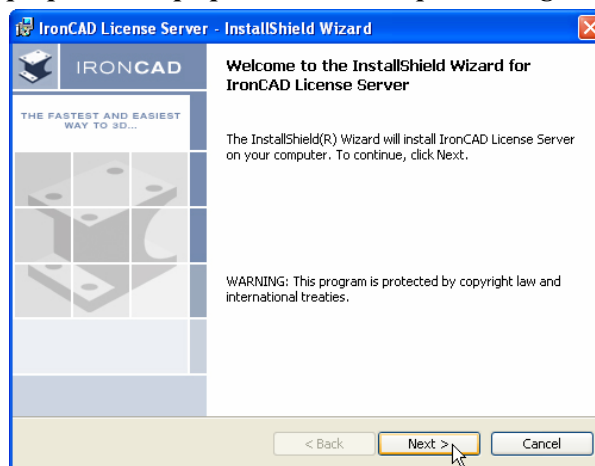 IronCAD License Server - InstallShield Wizard
IRONCAD
THE FASTEST AND EASIEST
WAY TO 3D...
Welcome to the InstallShield Wizard for
IronCAD License Server
The InstallShield(R) Wizard will install IronCAD License Server
on your computer. To continue, click Next.
WARNING: This program is protected by copyright law and
international treaties.
< Back
Next >
Cancel